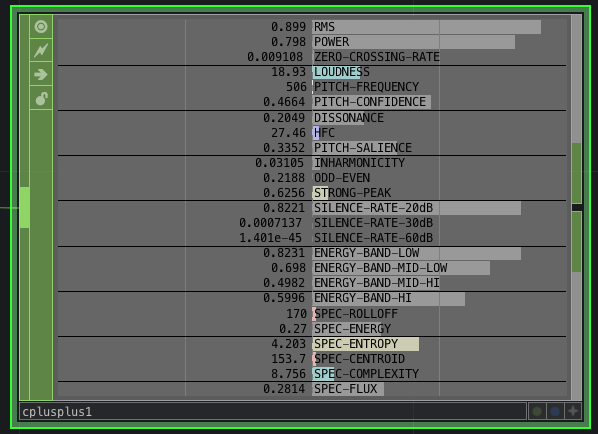 0.899 RMS
0.798 POWER
0.009108 ZERO-CROSSING-RATE
18.93 LOUDNESS
506 PITCH-FREQUENCY
0.4664 PITCH-CONFIDENCE
0.2049 DISSONANCE
27.46 HFC
0.3352 PITCH-SALIENCE
0.03105 INHARMONICITY
0.2188 ODD-EVEN
0.6256 STRONG-PEAK
0.8221 SILENCE-RATE-20dB
0.0007137 SILENCE-RATE-30dB
1.401e-45 SILENCE-RATE-60dB
0.8231 ENERGY-BAND-LOW
0.698 ENERGY-BAND-MID-LOW
0.4982 ENERGY-BAND-MID-HI
0.5996 ENERGY-BAND-HI
170 SPEC-ROLLOFF
0.27 SPEC-ENERGY
4.203 SPEC-ENTROPY
153.7 SPEC-CENTROID
8.756 SPEC-COMPLEXITY
0.2814 SPEC-FLUX
cplusplus1